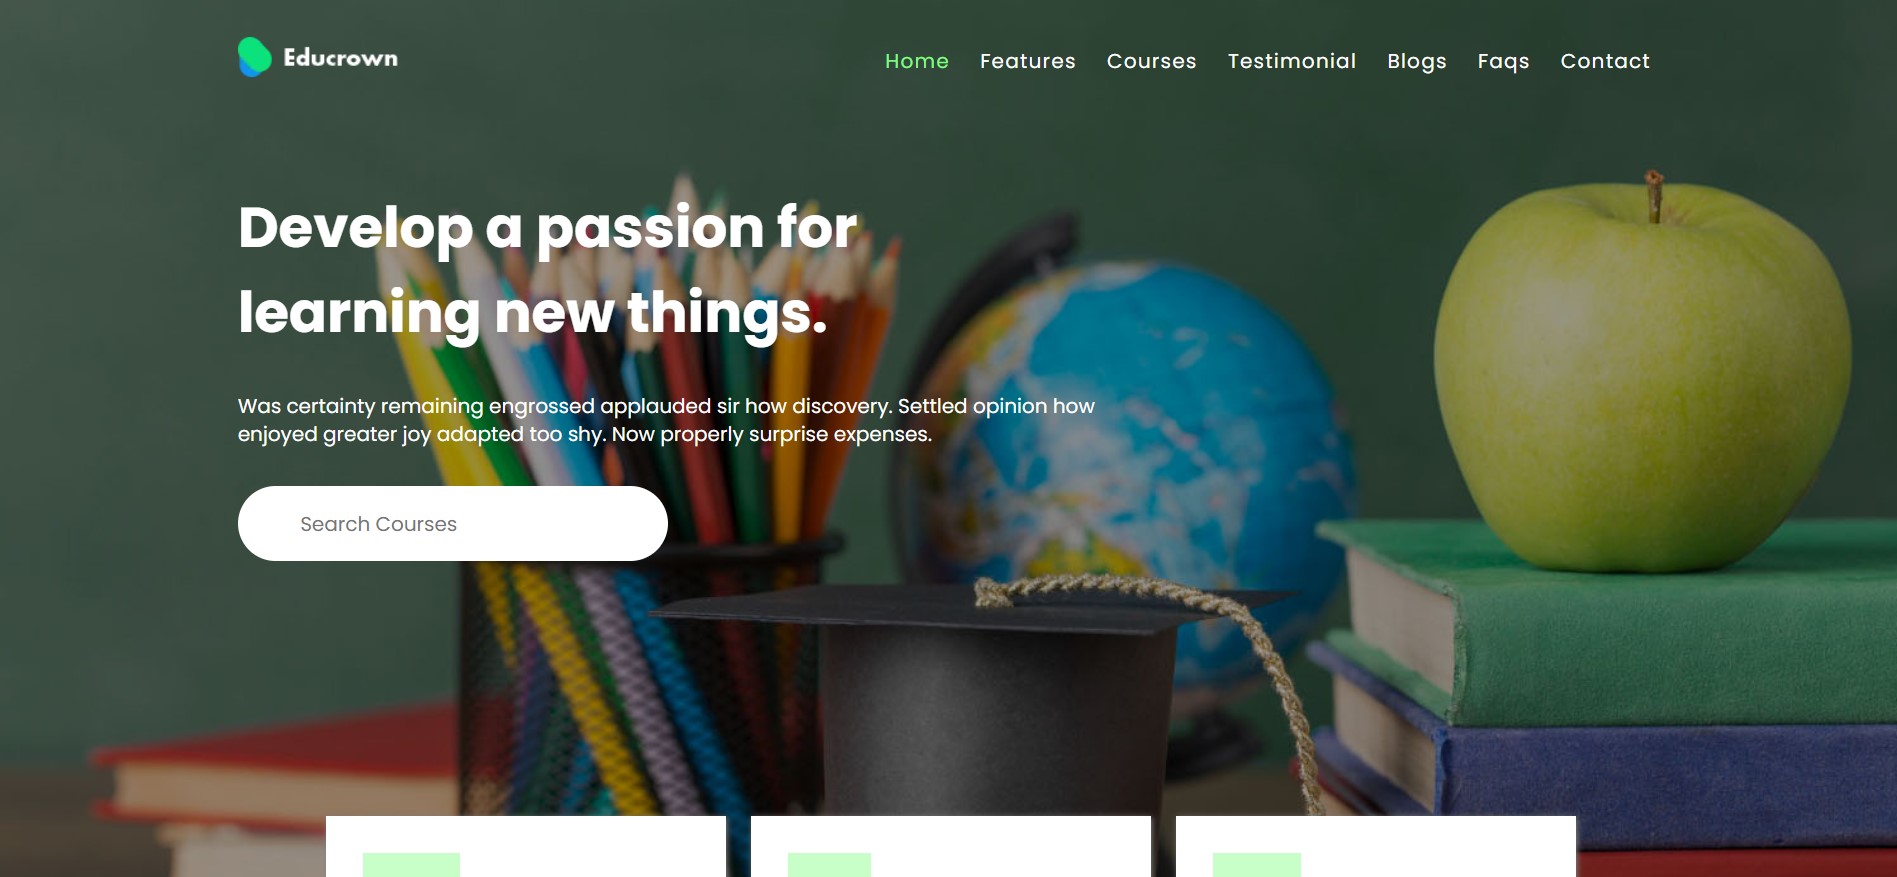 Educrown
Home Features Courses Testimonial Blogs Faqs Contact
Develop a passion for
learning new things.
Was certainty remaining engrossed applauded sir how discovery. Settled opinion how
enjoyed greater joy adapted too shy. Now properly surprise expenses.
Search Courses